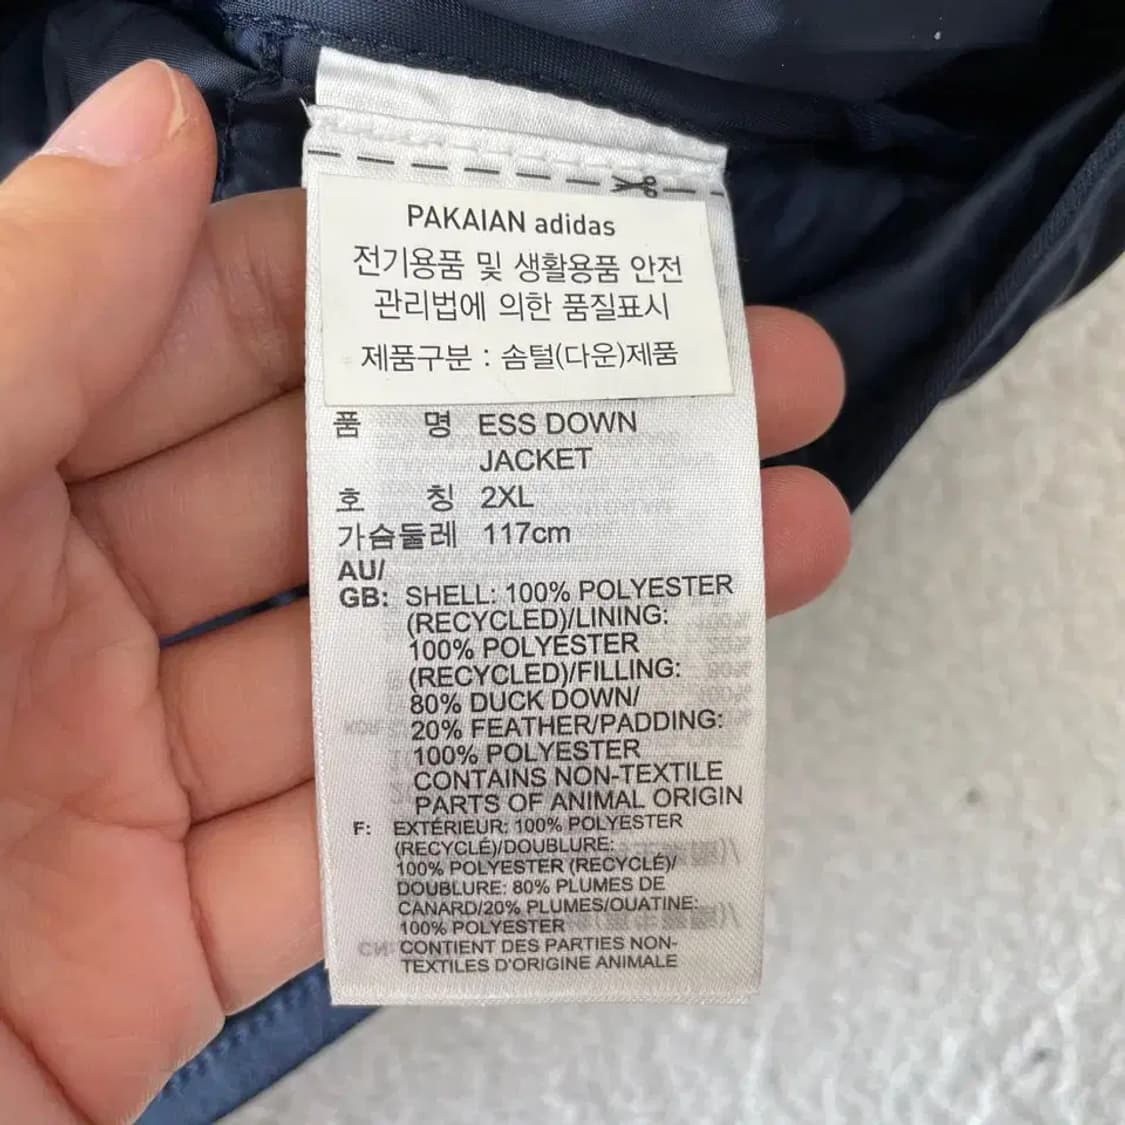 PAKAIAN adidas
전기용품 및 생활용품 안전
관리법에 의한 품질표시
제품구분 : 솜털(다운)제품
품 명 ESS DOWN
JACKET
호 칭 2XL
가슴둘레 117cm
AU/
GB: SHELL: 100% POLYESTER
(RECYCLED)/LINING:
100% POLYESTER
(RECYCLED)/FILLING:
80% DUCK DOWN/
20% FEATHER/PADDING:
100% POLYESTER
CONTAINS NON-TEXTILE
PARTS OF ANIMAL ORIGIN
F: EXTÉRIEUR: 100% POLYESTER
(RECYCLÉ)/DOUBLURE:
100% POLYESTER (RECYCLÉ)/
DOUBLURE: 80% PLUMES DE
CANARD/20% PLUMES/OUATINE:
100% POLYESTER
CONTIENT DES PARTIES NON-
TEXTILES D'ORIGINE ANIMALE